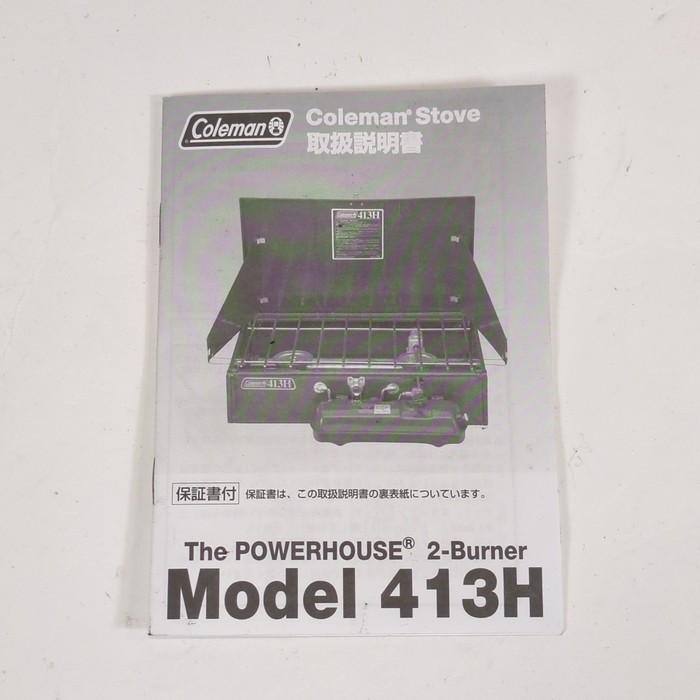 Coleman
Coleman® Stove
取扱説明書
Coleman 413H
Coleman 413H
保証書付 保証書は、この取扱説明書の裏表紙についています。
The POWERHOUSE® 2-Burner
Model 413H